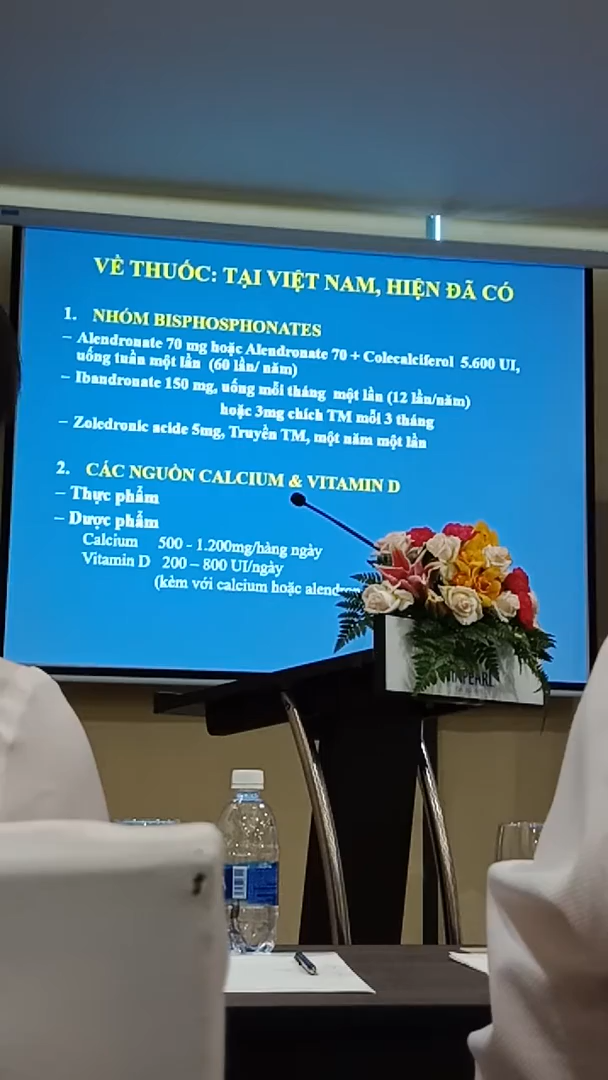 VỀ THUỐC: TẠI VIỆT NAM, HIỆN ĐÃ CÓ
1. NHÓM BISPHOSPHONATES
– Alendronate 70 mg hoặc Alendronate 70 + Colecalciferol 5.600 UI,
uống tuần một lần (60 lần/ năm)
– Ibandronate 150 mg, uống mỗi tháng một lần (12 lần/năm)
hoặc 3mg chích TM mỗi 3 tháng
– Zoledronic acide 5mg, Truyền TM, một năm một lần
2. CÁC NGUỒN CALCIUM & VITAMIN D
– Thực phẩm
– Dược phẩm
Calcium 500 - 1.200mg/hàng ngày
Vitamin D 200 – 800 UI/ngày
(kèm với calcium hoặc